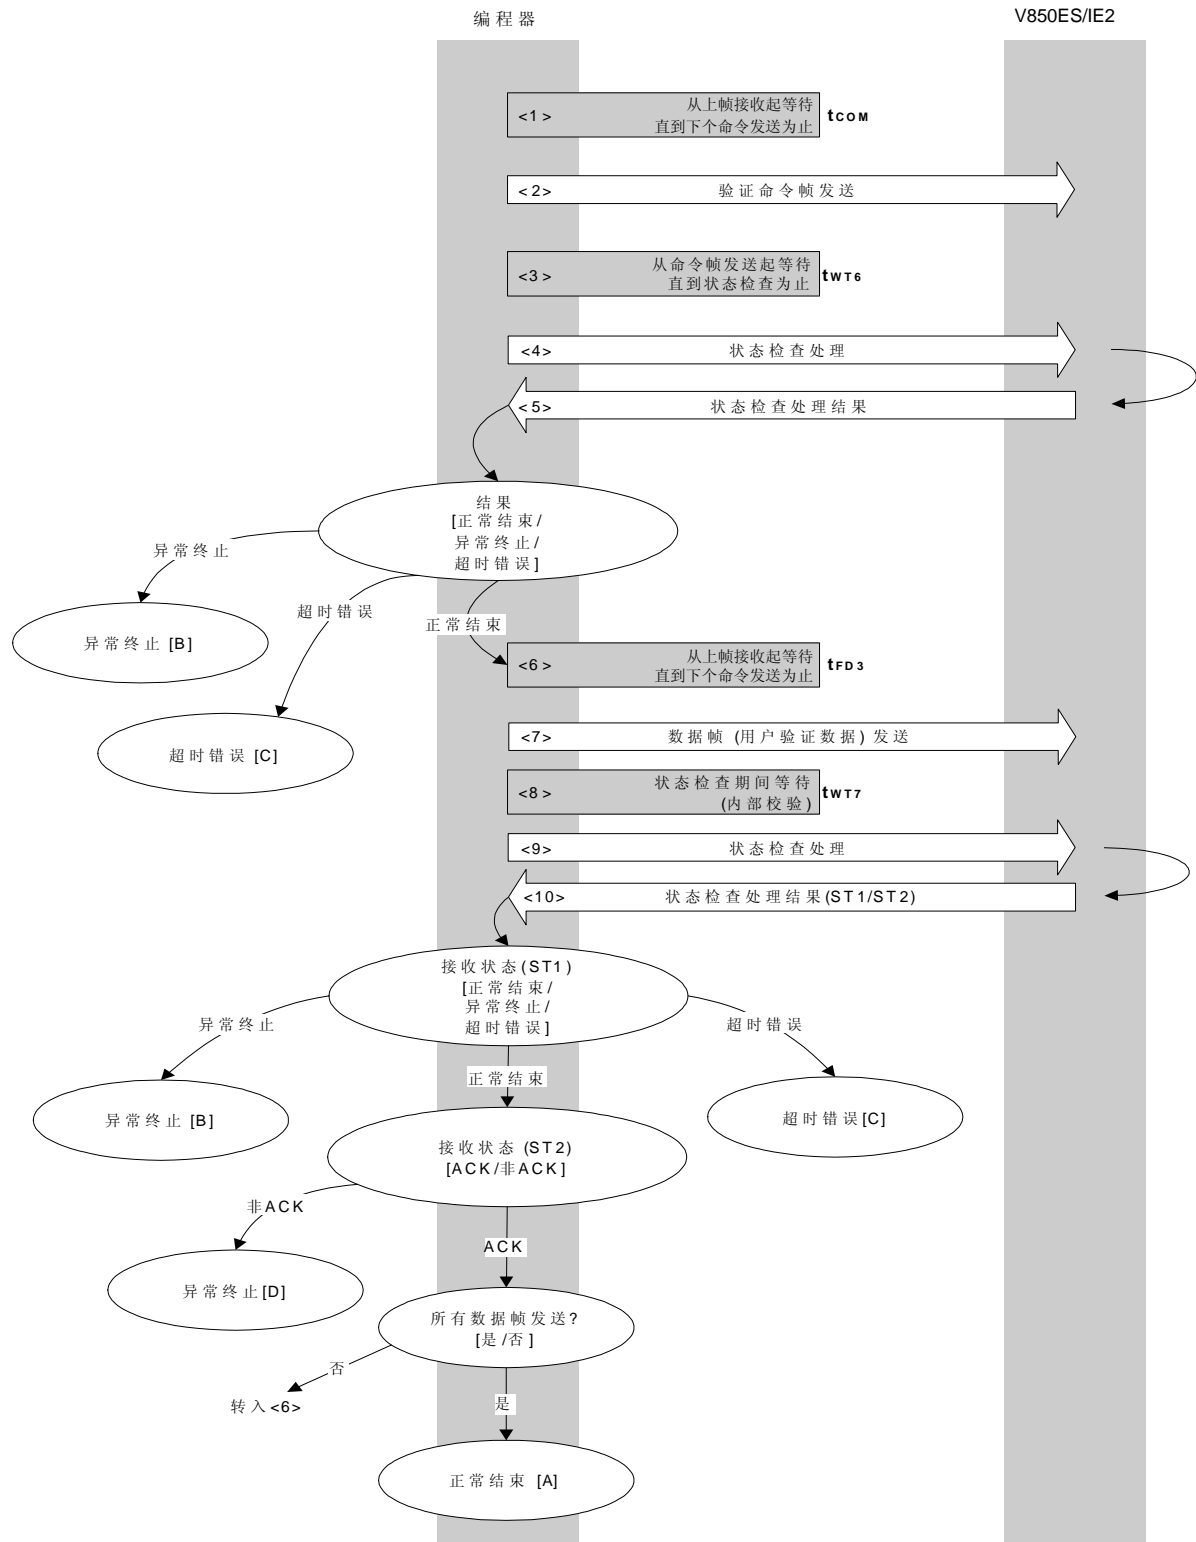 编程器
V850ES/IE2
<1>
从上帧接收起等待
直到下个命令发送为止
tCOM
<2>
验证命令帧发送
<3>
从命令帧发送起等待
直到状态检查为止
tWT6
<4>
状态检查处理
<5>
状态检查处理结果
结果
[正常结束/
异常终止/
超时错误]
异常终止
超时错误
正常结束
异常终止 [B]
<6>
从上帧接收起等待
直到下个命令发送为止
tFD3
超时错误 [C]
<7>
数据帧 (用户验证数据) 发送
<8>
状态检查期间等待
(内部校验)
tWT7
<9>
状态检查处理
<10>
状态检查处理结果(ST1/ST2)
接收状态(ST1)
[正常结束/
异常终止/
超时错误]
异常终止
超时错误
正常结束
异常终止 [B]
超时错误[C]
接收状态 (ST2)
[ACK/非ACK]
非ACK
ACK
异常终止[D]
所有数据帧发送?
[是/否]
否
转入<6>
是
正常结束 [A]